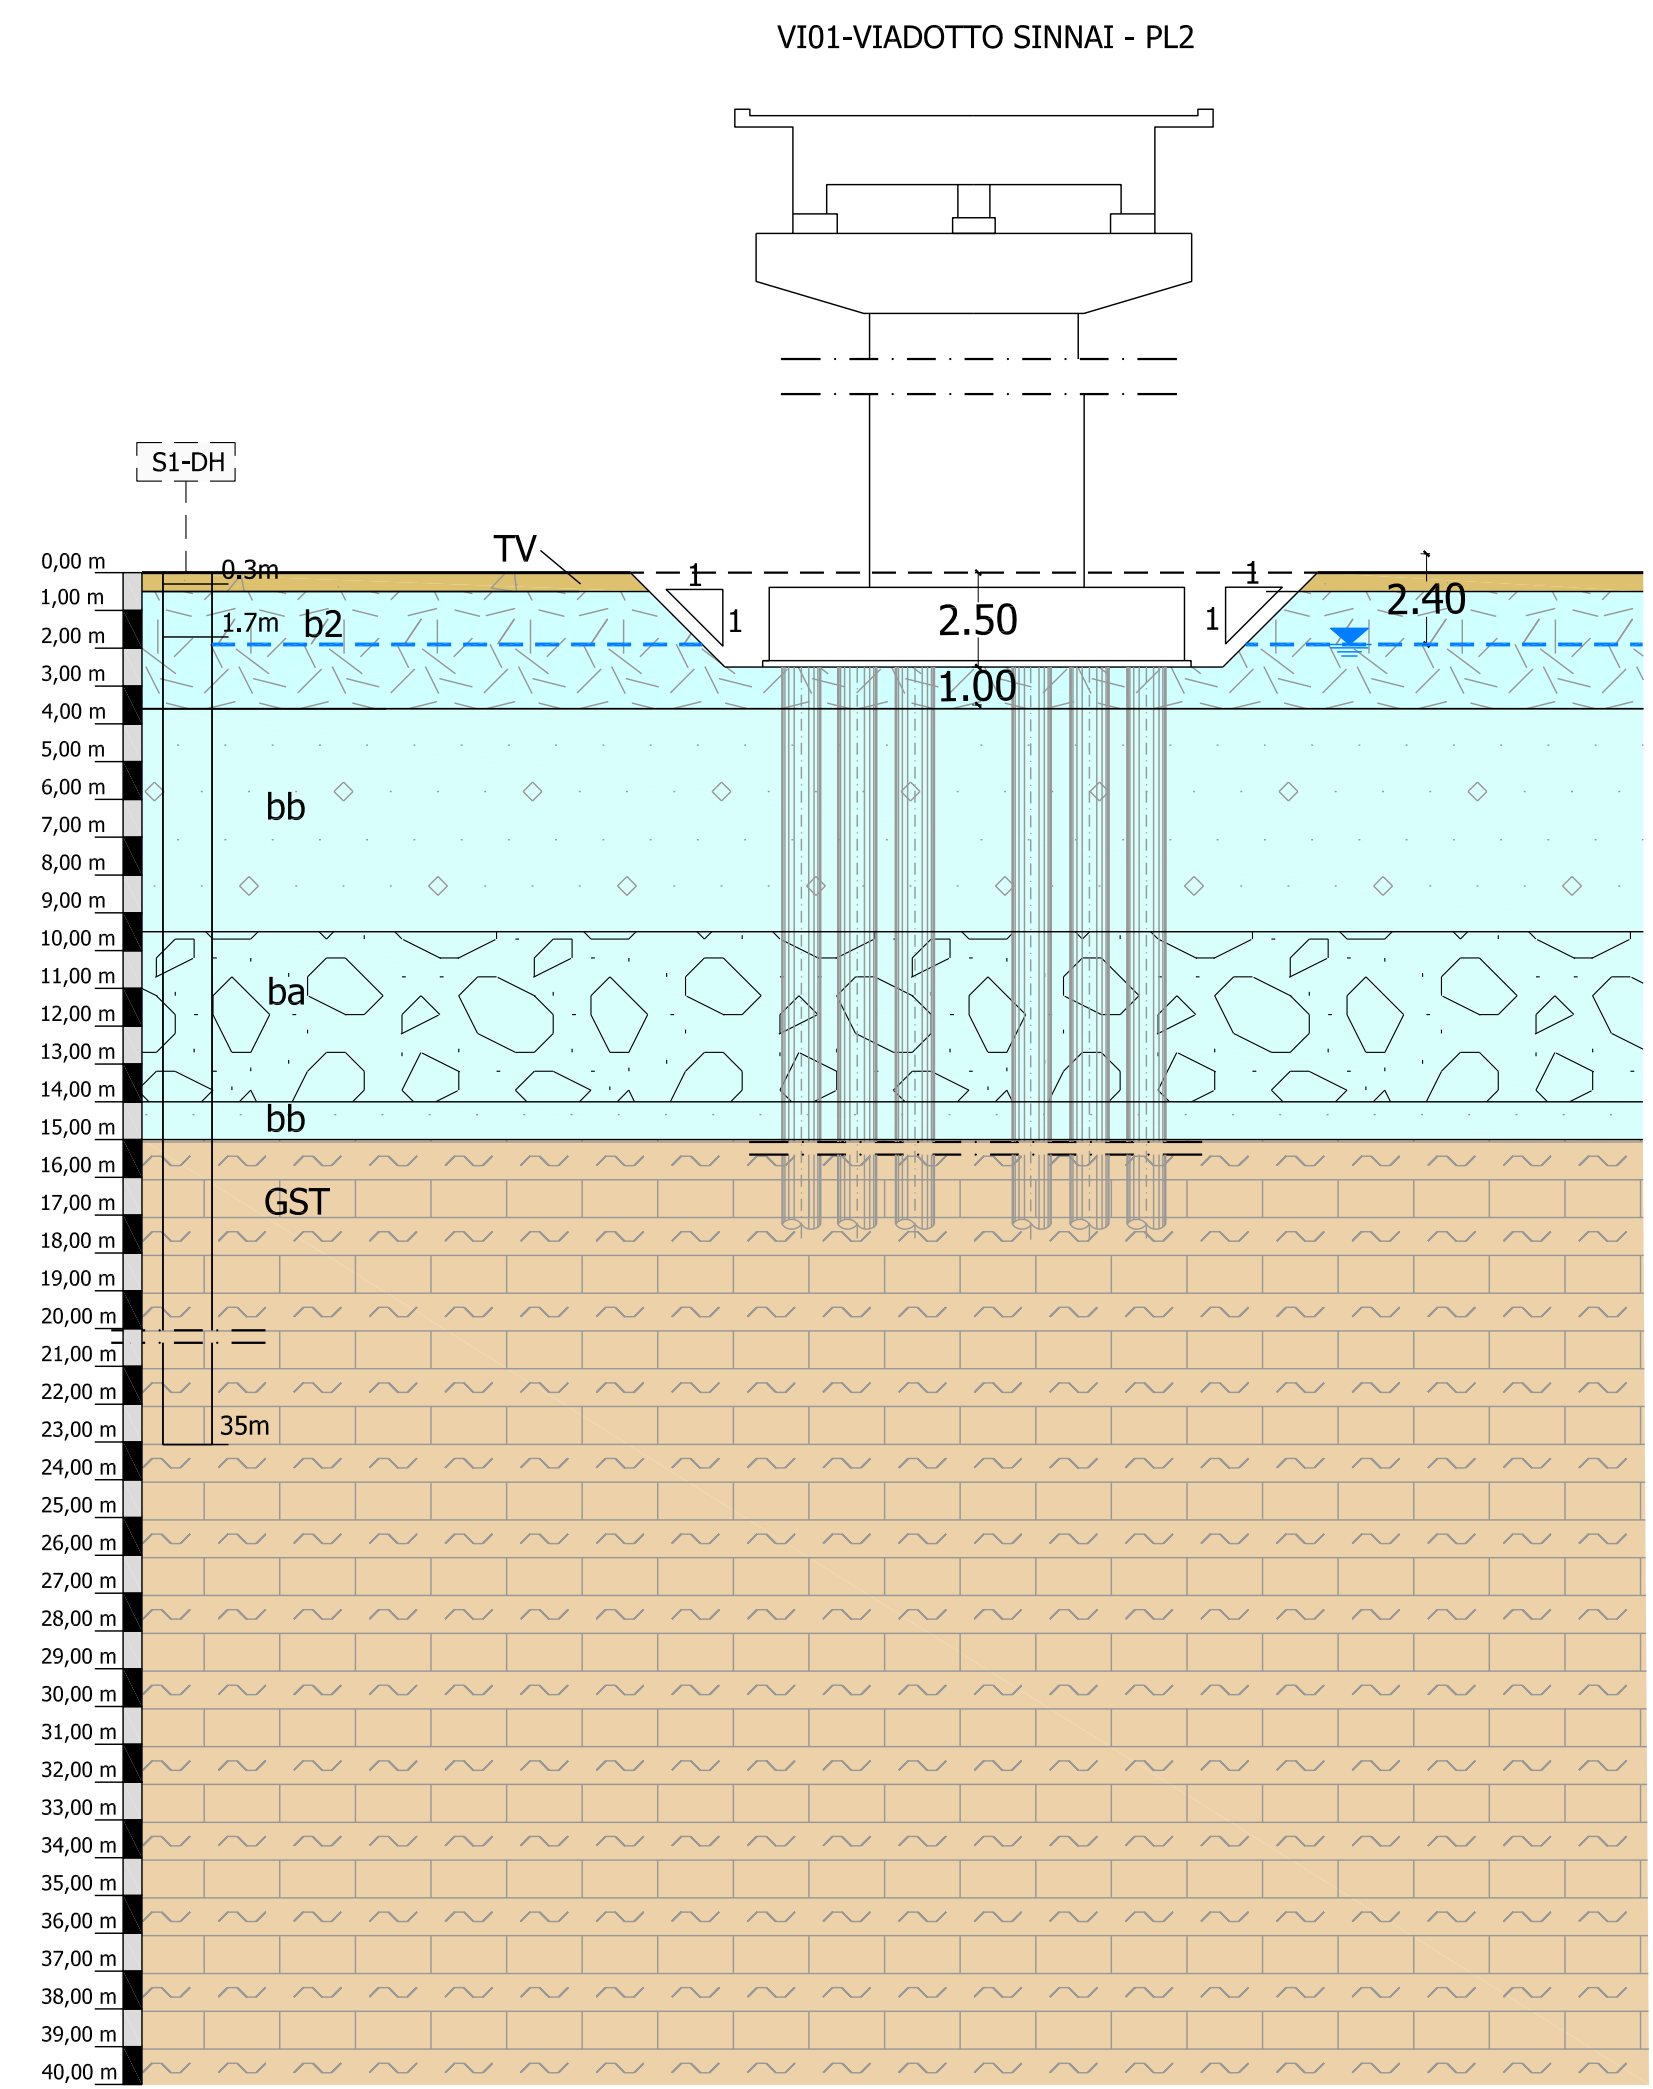 VI01-VIADOTTO SINNAI - PL2
S1-DH
TV
0,00 m
0.3m
1
1
1,00 m
2.40
1.7m
b2
1
2.50
1
2,00 m
3,00 m
1.00
4,00 m
5,00 m
6,00 m
bb
7,00 m
8,00 m
9,00 m
10,00 m
11,00 m
ba
12,00 m
13,00 m
14,00 m
bb
15,00 m
16,00 m
GST
17,00 m
18,00 m
19,00 m
20,00 m
21,00 m
22,00 m
35m
23,00 m
24,00 m
25,00 m
26,00 m
27,00 m
28,00 m
29,00 m
30,00 m
31,00 m
32,00 m
33,00 m
34,00 m
35,00 m
36,00 m
37,00 m
38,00 m
39,00 m
40,00 m